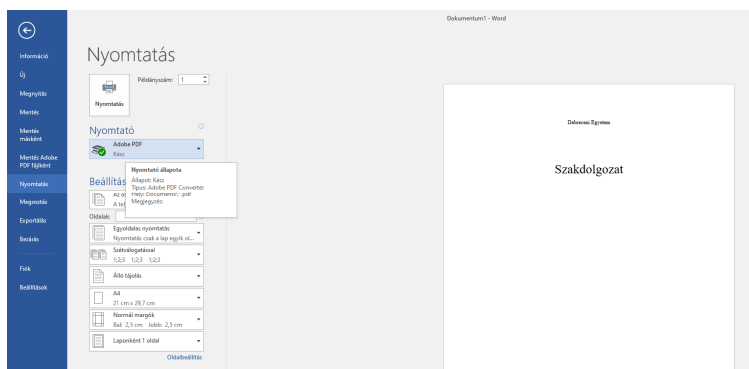 Dokumentum1 - Word
Információ
Új
Megnyitás
Mentés
Mentés
másként
Mentés Adobe
PDF fájlként
Nyomtatás
Megosztás
Exportálás
Bezárás
Fiók
Beállítások
Nyomtatás
Példányszám: 1
Nyomtatás
Nyomtató
Adobe PDF
Kész
Nyomtató állapota
Állapot: Kész
Típus: Adobe PDF Converter
Hely: Documents\*.pdf
Megjegyzés:
Beállítás
Oldalak:
Egyoldalas nyomtatás
Nyomtatás csak a lap egyik ol...
Szétválogatással
1;2;3 1;2;3 1;2;3
Álló tájolás
A4
21 cm x 29,7 cm
Normál margók
Bal: 2,5 cm Jobb: 2,5 cm
Laponként 1 oldal
Oldalbeállítás
Debreceni Egyetem
Szakdolgozat